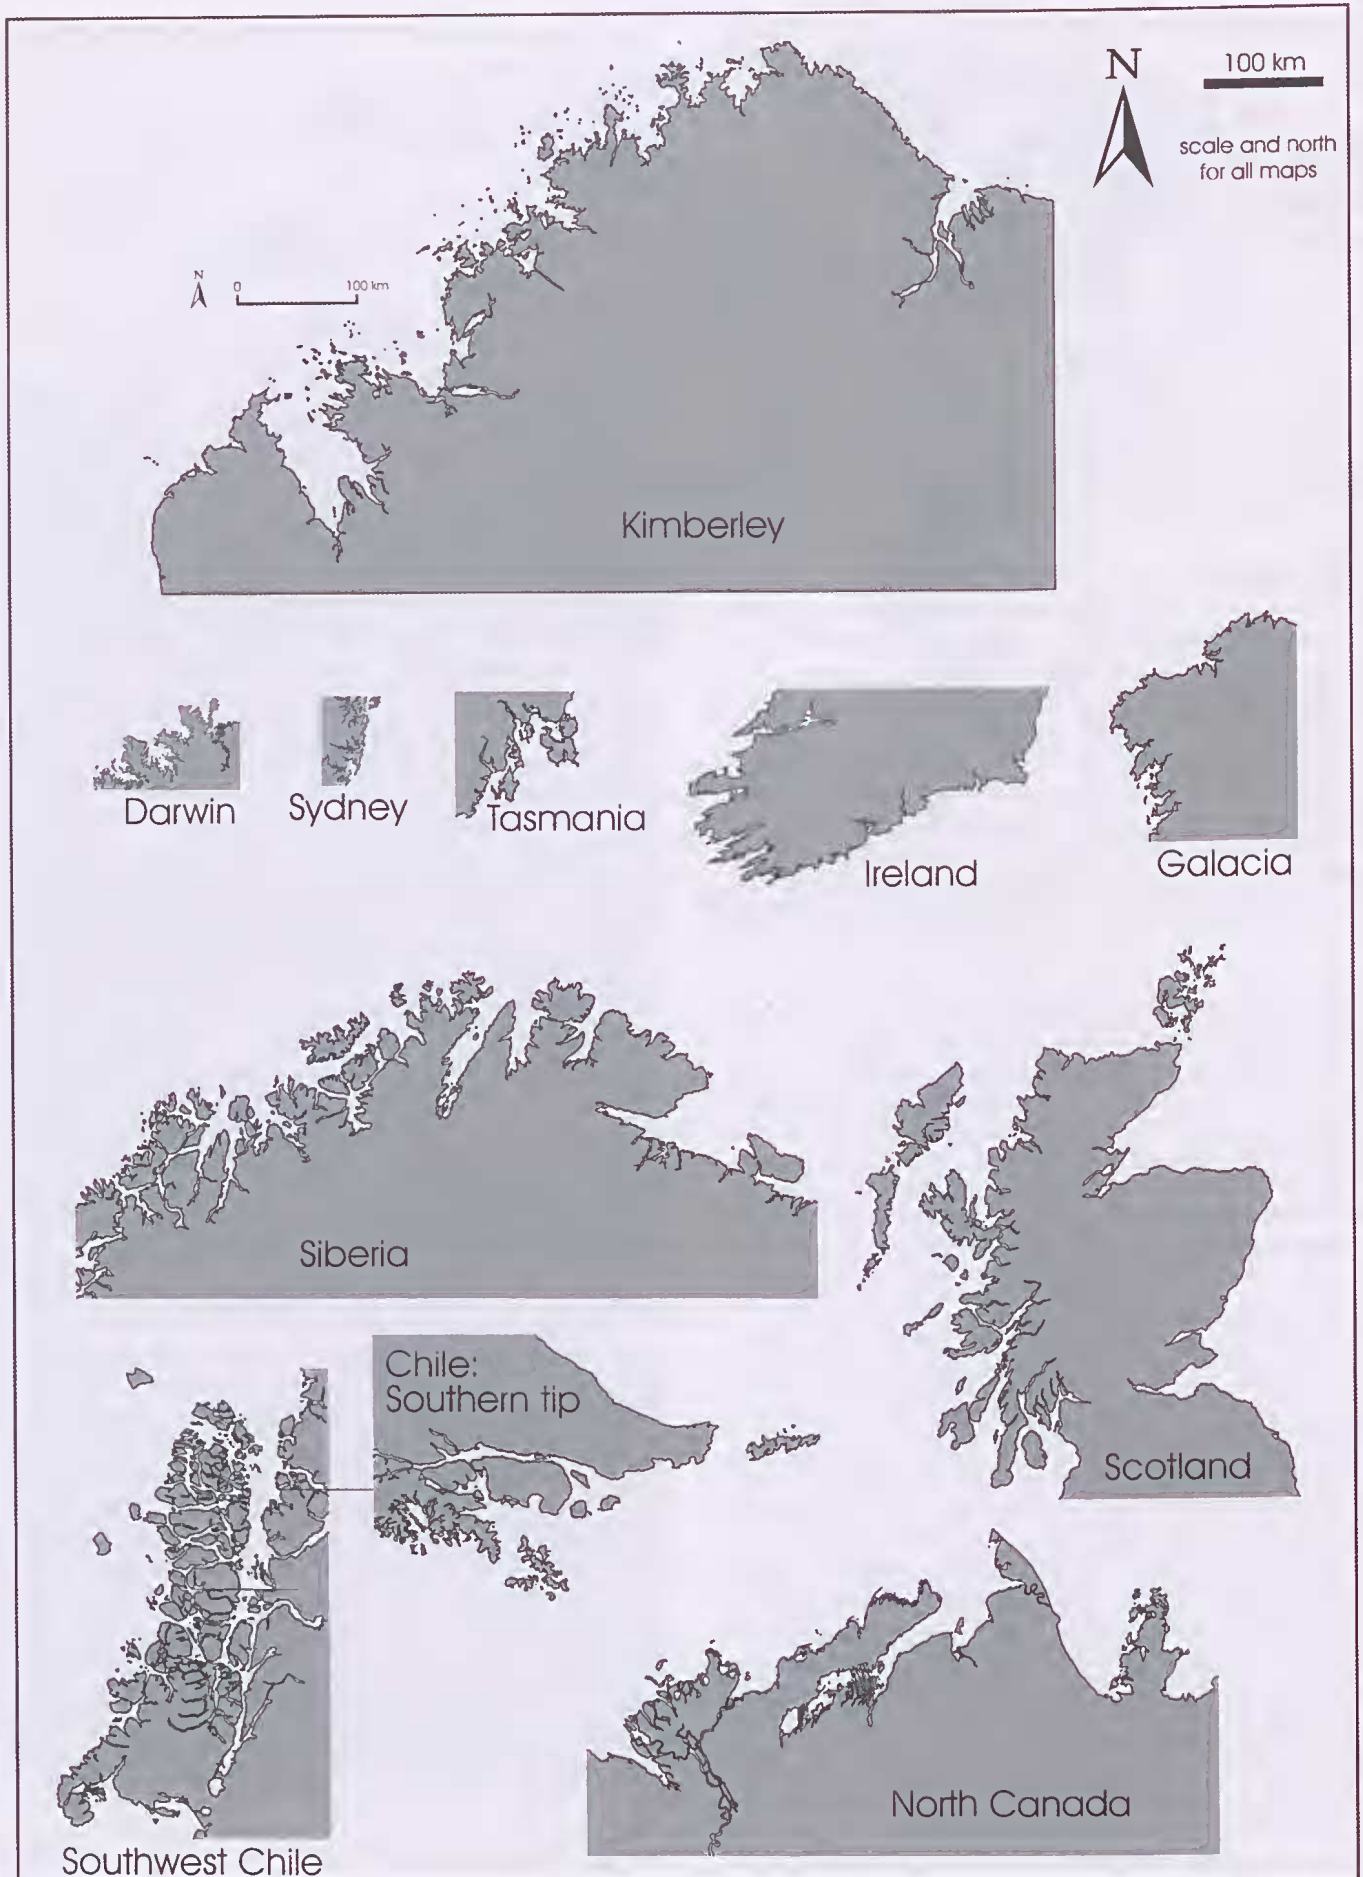 N
100 km
scale and north
for all maps
N
0
100 km
Kimberley
Darwin
Sydney
Tasmania
Ireland
Galacia
Siberia
Chile:
Southern tip
Scotland
North Canada
Southwest Chile